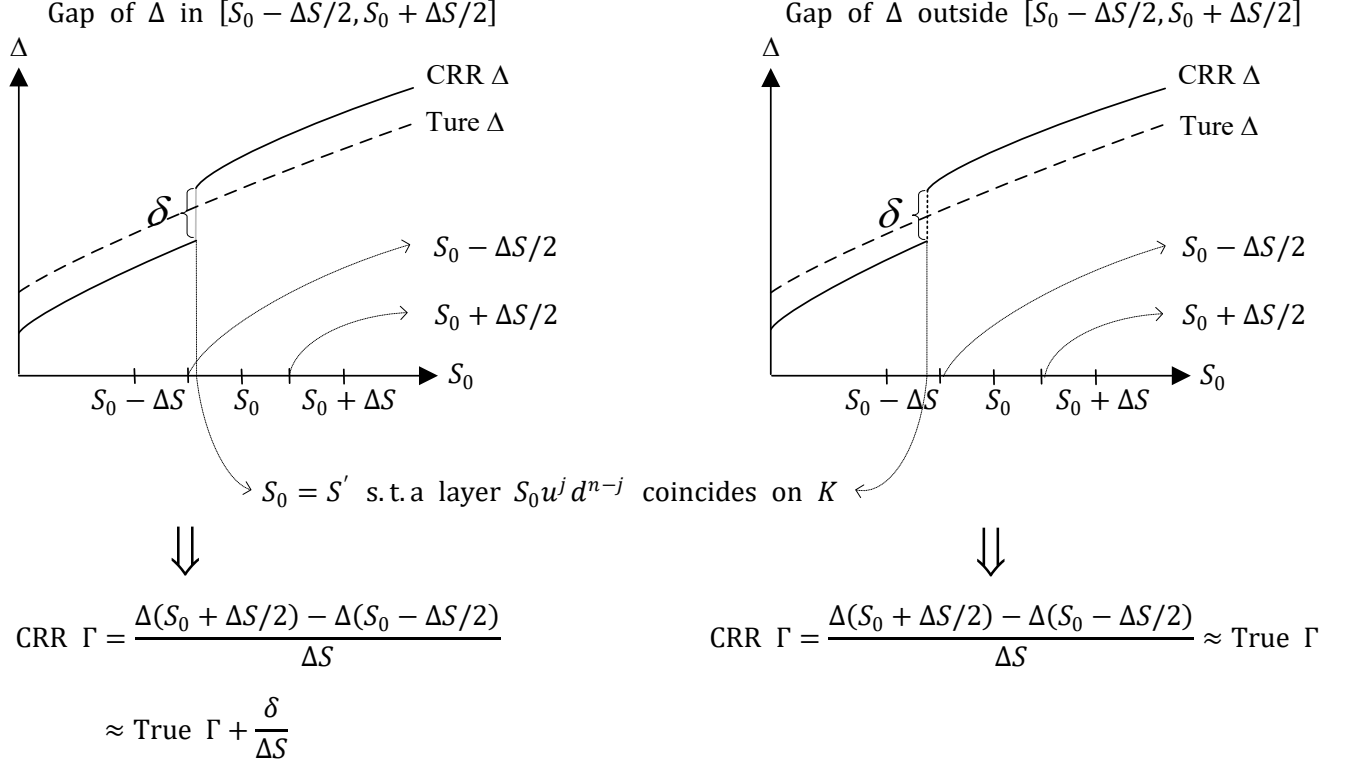 Gap of Δ in [S₀ − ΔS/2, S₀ + ΔS/2]
Δ
CRR Δ
Ture Δ
δ
S₀ − ΔS/2
S₀ + ΔS/2
S₀
S₀ − ΔS S₀ S₀ + ΔS
Gap of Δ outside [S₀ − ΔS/2, S₀ + ΔS/2]
Δ
CRR Δ
Ture Δ
δ
S₀ − ΔS/2
S₀ + ΔS/2
S₀
S₀ − ΔS S₀ S₀ + ΔS
S₀ = S′ s.t.a layer S₀uʲdⁿ⁻ʲ coincides on K
⇓
⇓
CRR Γ = (Δ(S₀ + ΔS/2) − Δ(S₀ − ΔS/2))/ΔS
≈ True Γ + δ/ΔS
CRR Γ = (Δ(S₀ + ΔS/2) − Δ(S₀ − ΔS/2))/ΔS ≈ True Γ